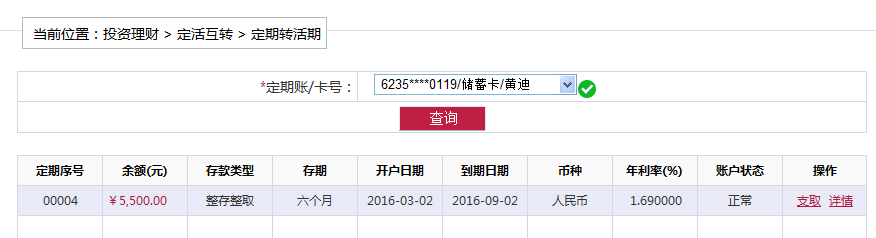 当前位置：投资理财 > 定活互转 > 定期转活期
*定期账/卡号： 6235****0119/储蓄卡/黄迪
查询
定期序号 余额(元) 存款类型 存期 开户日期 到期日期 币种 年利率(%) 账户状态 操作
00004 ￥5,500.00 整存整取 六个月 2016-03-02 2016-09-02 人民币 1.690000 正常 支取 详情